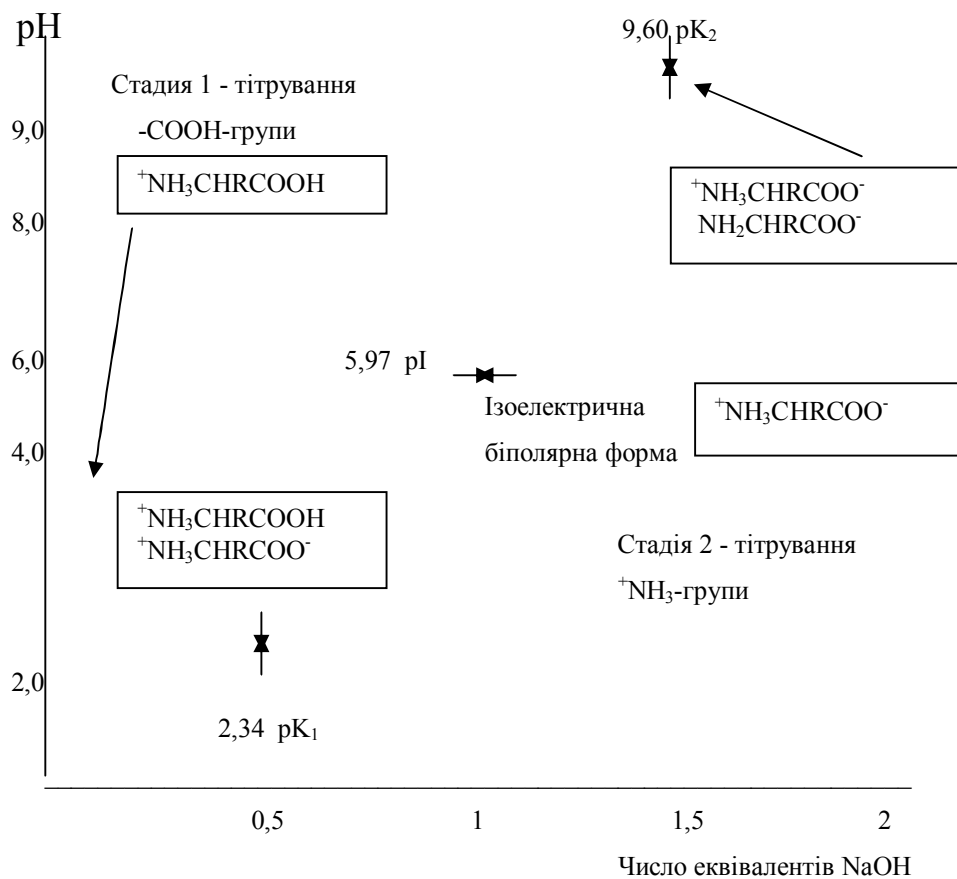 pH
9,60 pK₂
Стадия 1 - тітрування
-COOH-групи
9,0
⁺NH₃CHRCOOH
⁺NH₃CHRCOO⁻
NH₂CHRCOO⁻
8,0
6,0
5,97 pI
Ізоелектрична
біполярна форма
⁺NH₃CHRCOO⁻
4,0
⁺NH₃CHRCOOH
⁺NH₃CHRCOO⁻
Стадія 2 - тітрування
⁺NH₃-групи
2,0
2,34 pK₁
0,5 1 1,5 2
Число еквівалентів NaOH